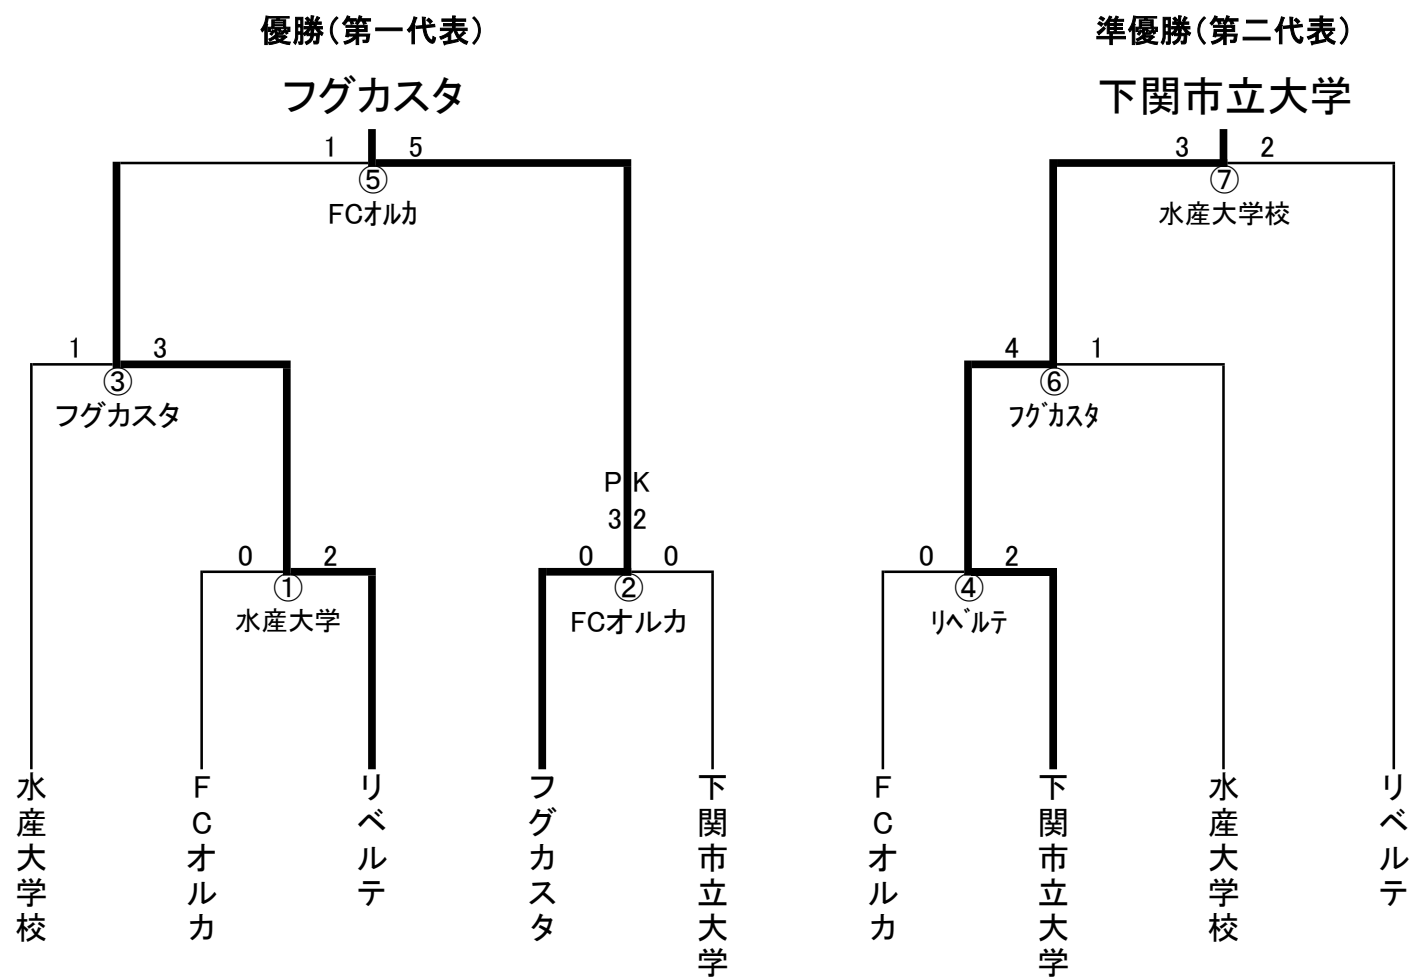 優勝（第一代表）
フグカスタ
1 5
⑤
FCｵﾙｶ
1 3
③
フグカスタ
PK
3 2
0 2
①
水産大学
0 0
②
FCオルカ
水産大学校
FCオルカ
リベルテ
フグカスタ
下関市立大学
準優勝（第二代表）
下関市立大学
3 2
⑦
水産大学校
4 1
⑥
ﾌｸﾞｶｽﾀ
0 2
④
ﾘﾍﾞﾙﾃ
FCオルカ
下関市立大学
水産大学校
リベルテ